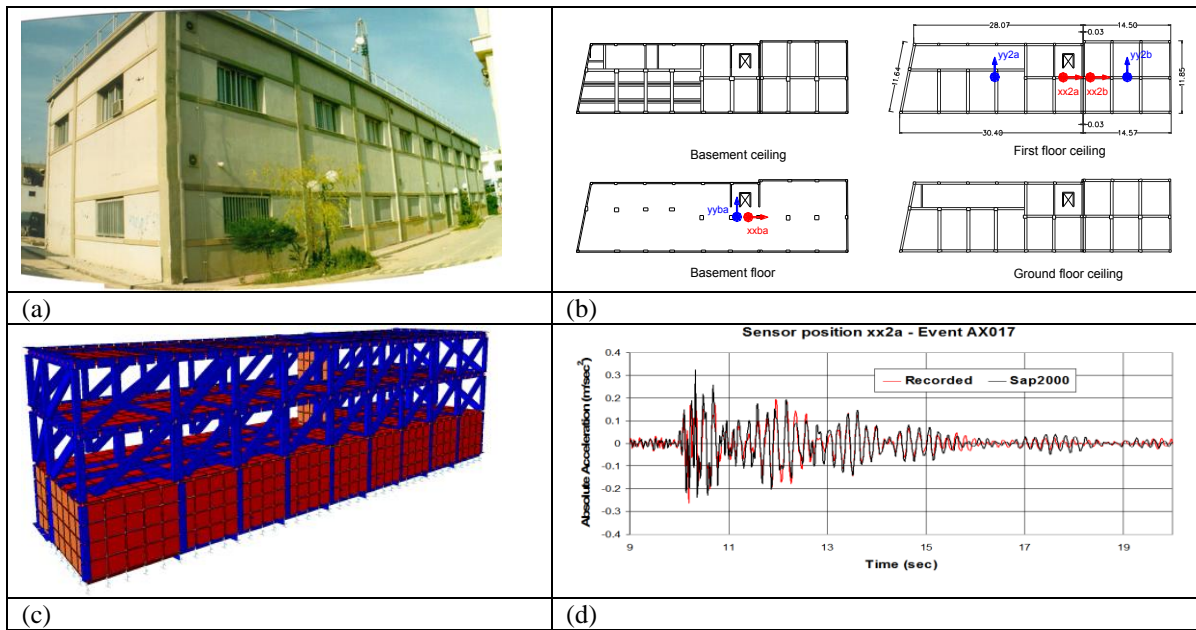 28.07
14.50
0.03
11.64
yy2a
yy2b
xx2a
xx2b
11.85
0.03
30.40
14.57
Basement ceiling
First floor ceiling
yyba
xxba
Basement floor
Ground floor ceiling
(a)
(b)
Sensor position xx2a - Event AX017
Absolute Acceleration (m/sec²)
0.4
0.3
0.2
0.1
0
-0.1
-0.2
-0.3
-0.4
Recorded
Sap2000
9
11
13
15
17
19
Time (sec)
(c)
(d)